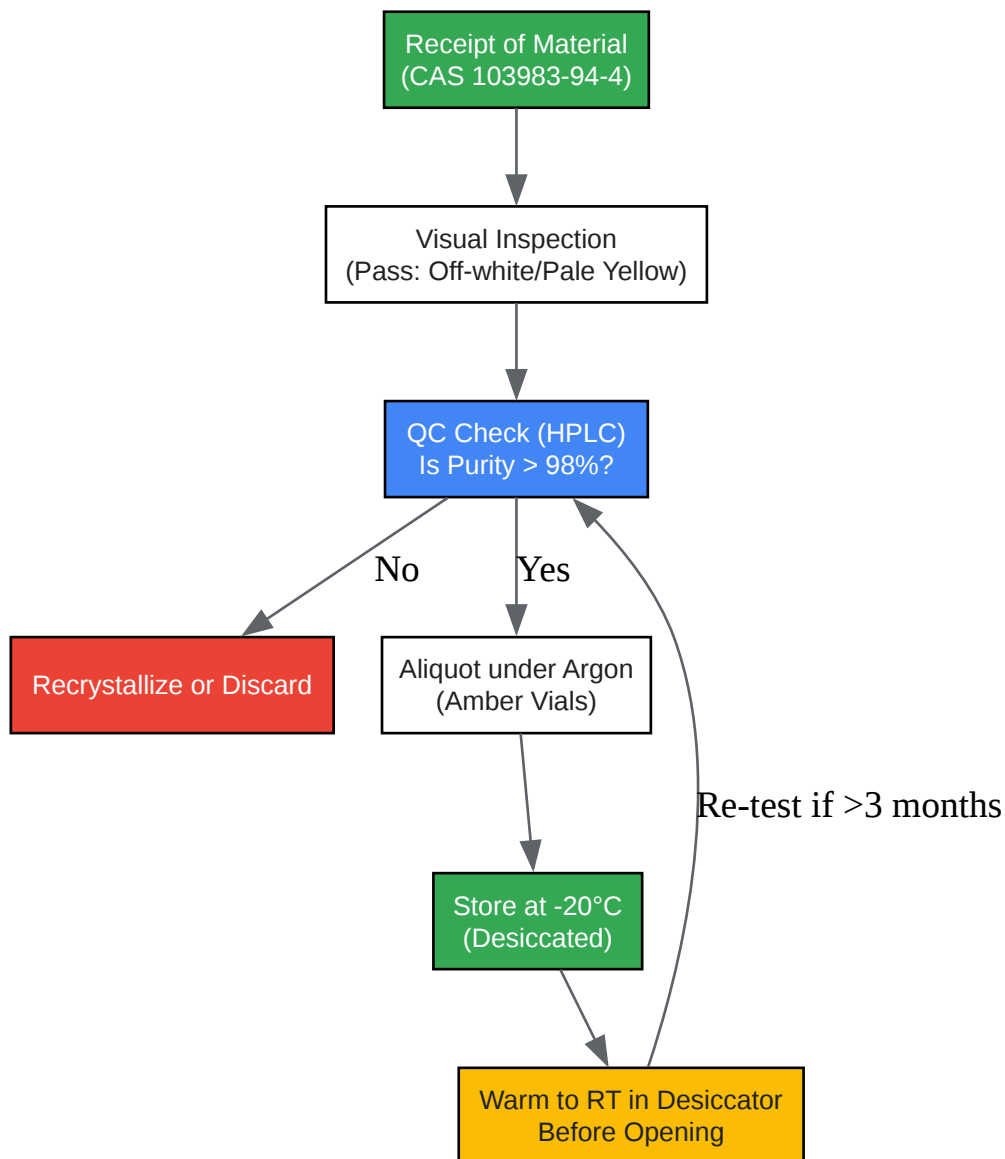 Receipt of Material
(CAS 103983-94-4)
Visual Inspection
(Pass: Off-white/Pale Yellow)
QC Check (HPLC)
Is Purity > 98%?
No
Yes
Recrystallize or Discard
Aliquot under Argon
(Amber Vials)
Re-test if >3 months
Store at -20°C
(Desiccated)
Warm to RT in Desiccator
Before Opening